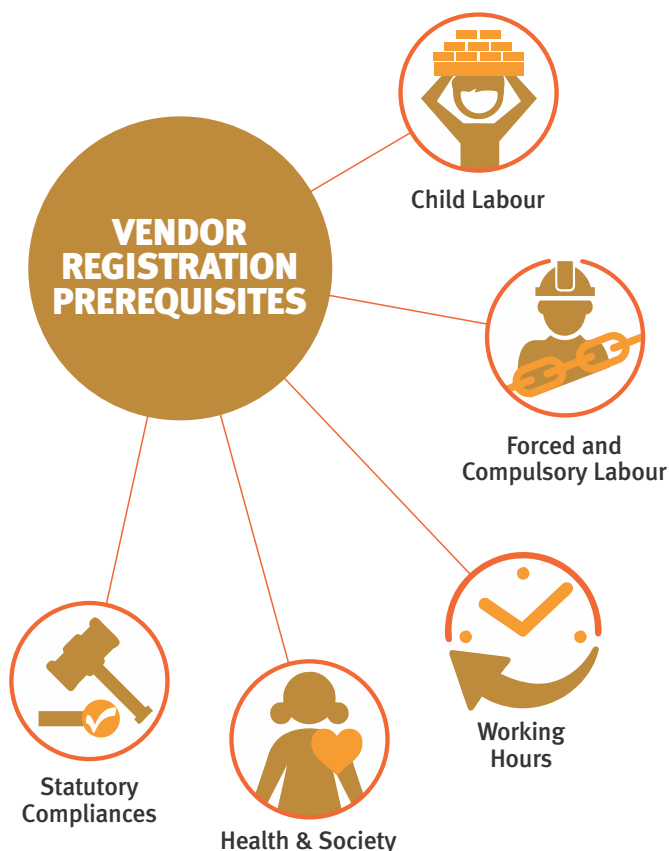 VENDOR
REGISTRATION
PREREQUISITES
Child Labour
Forced and
Compulsory Labour
Working
Hours
Health & Society
Statutory
Compliances